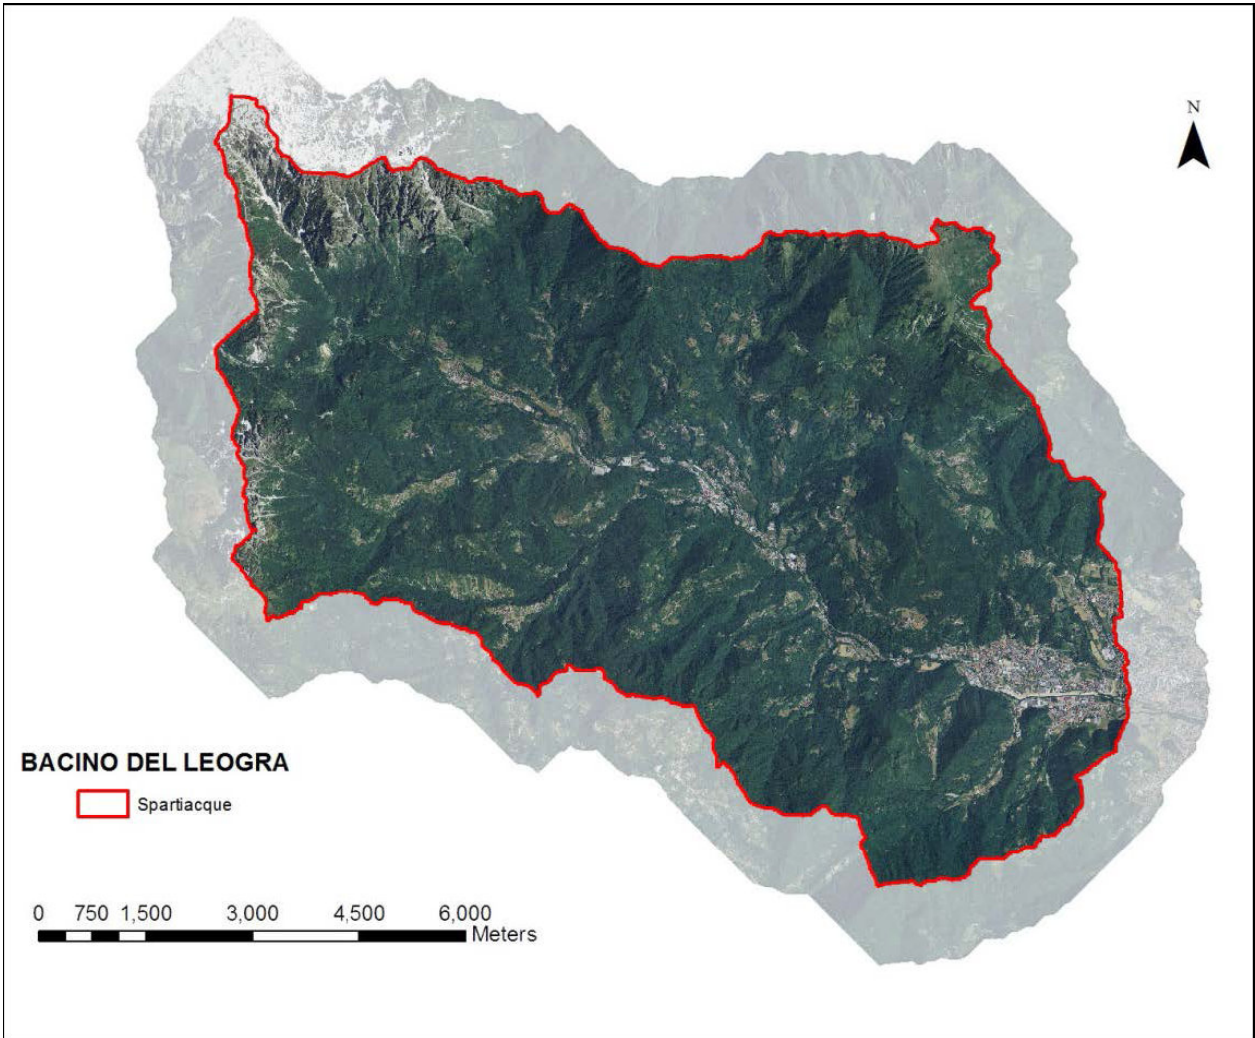 N
BACINO DEL LEOGRA
Spartiacque
0 750 1,500 3,000 4,500 6,000
Meters